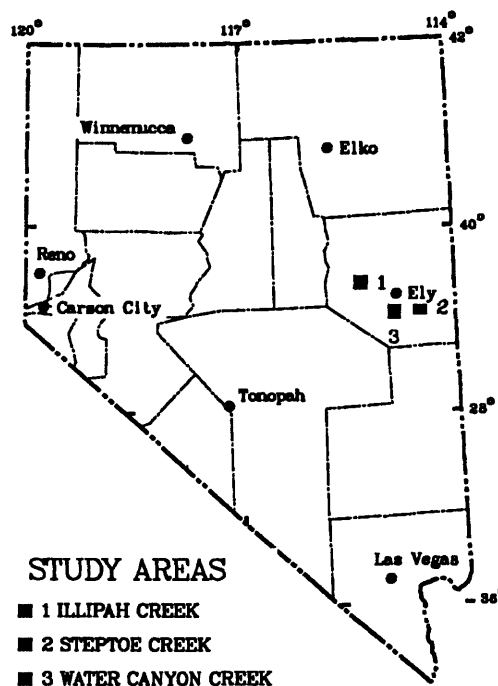 120° 117° 114°
42°
Winnemucca
Elko
40°
Reno
1
Ely
Carson City
2
3
Tonopah
28°
Las Vegas
36°
STUDY AREAS
1 ILLIPAH CREEK
2 STEPTOE CREEK
3 WATER CANYON CREEK